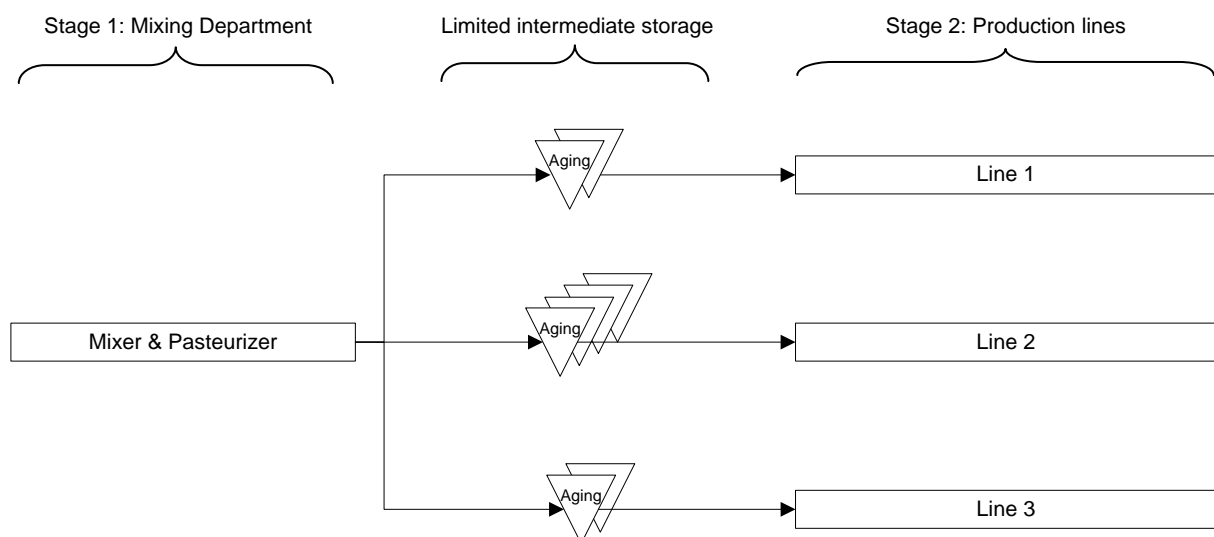 Stage 1: Mixing Department
Limited intermediate storage
Stage 2: Production lines
Aging
Line 1
Mixer & Pasteurizer
Aging
Line 2
Aging
Line 3